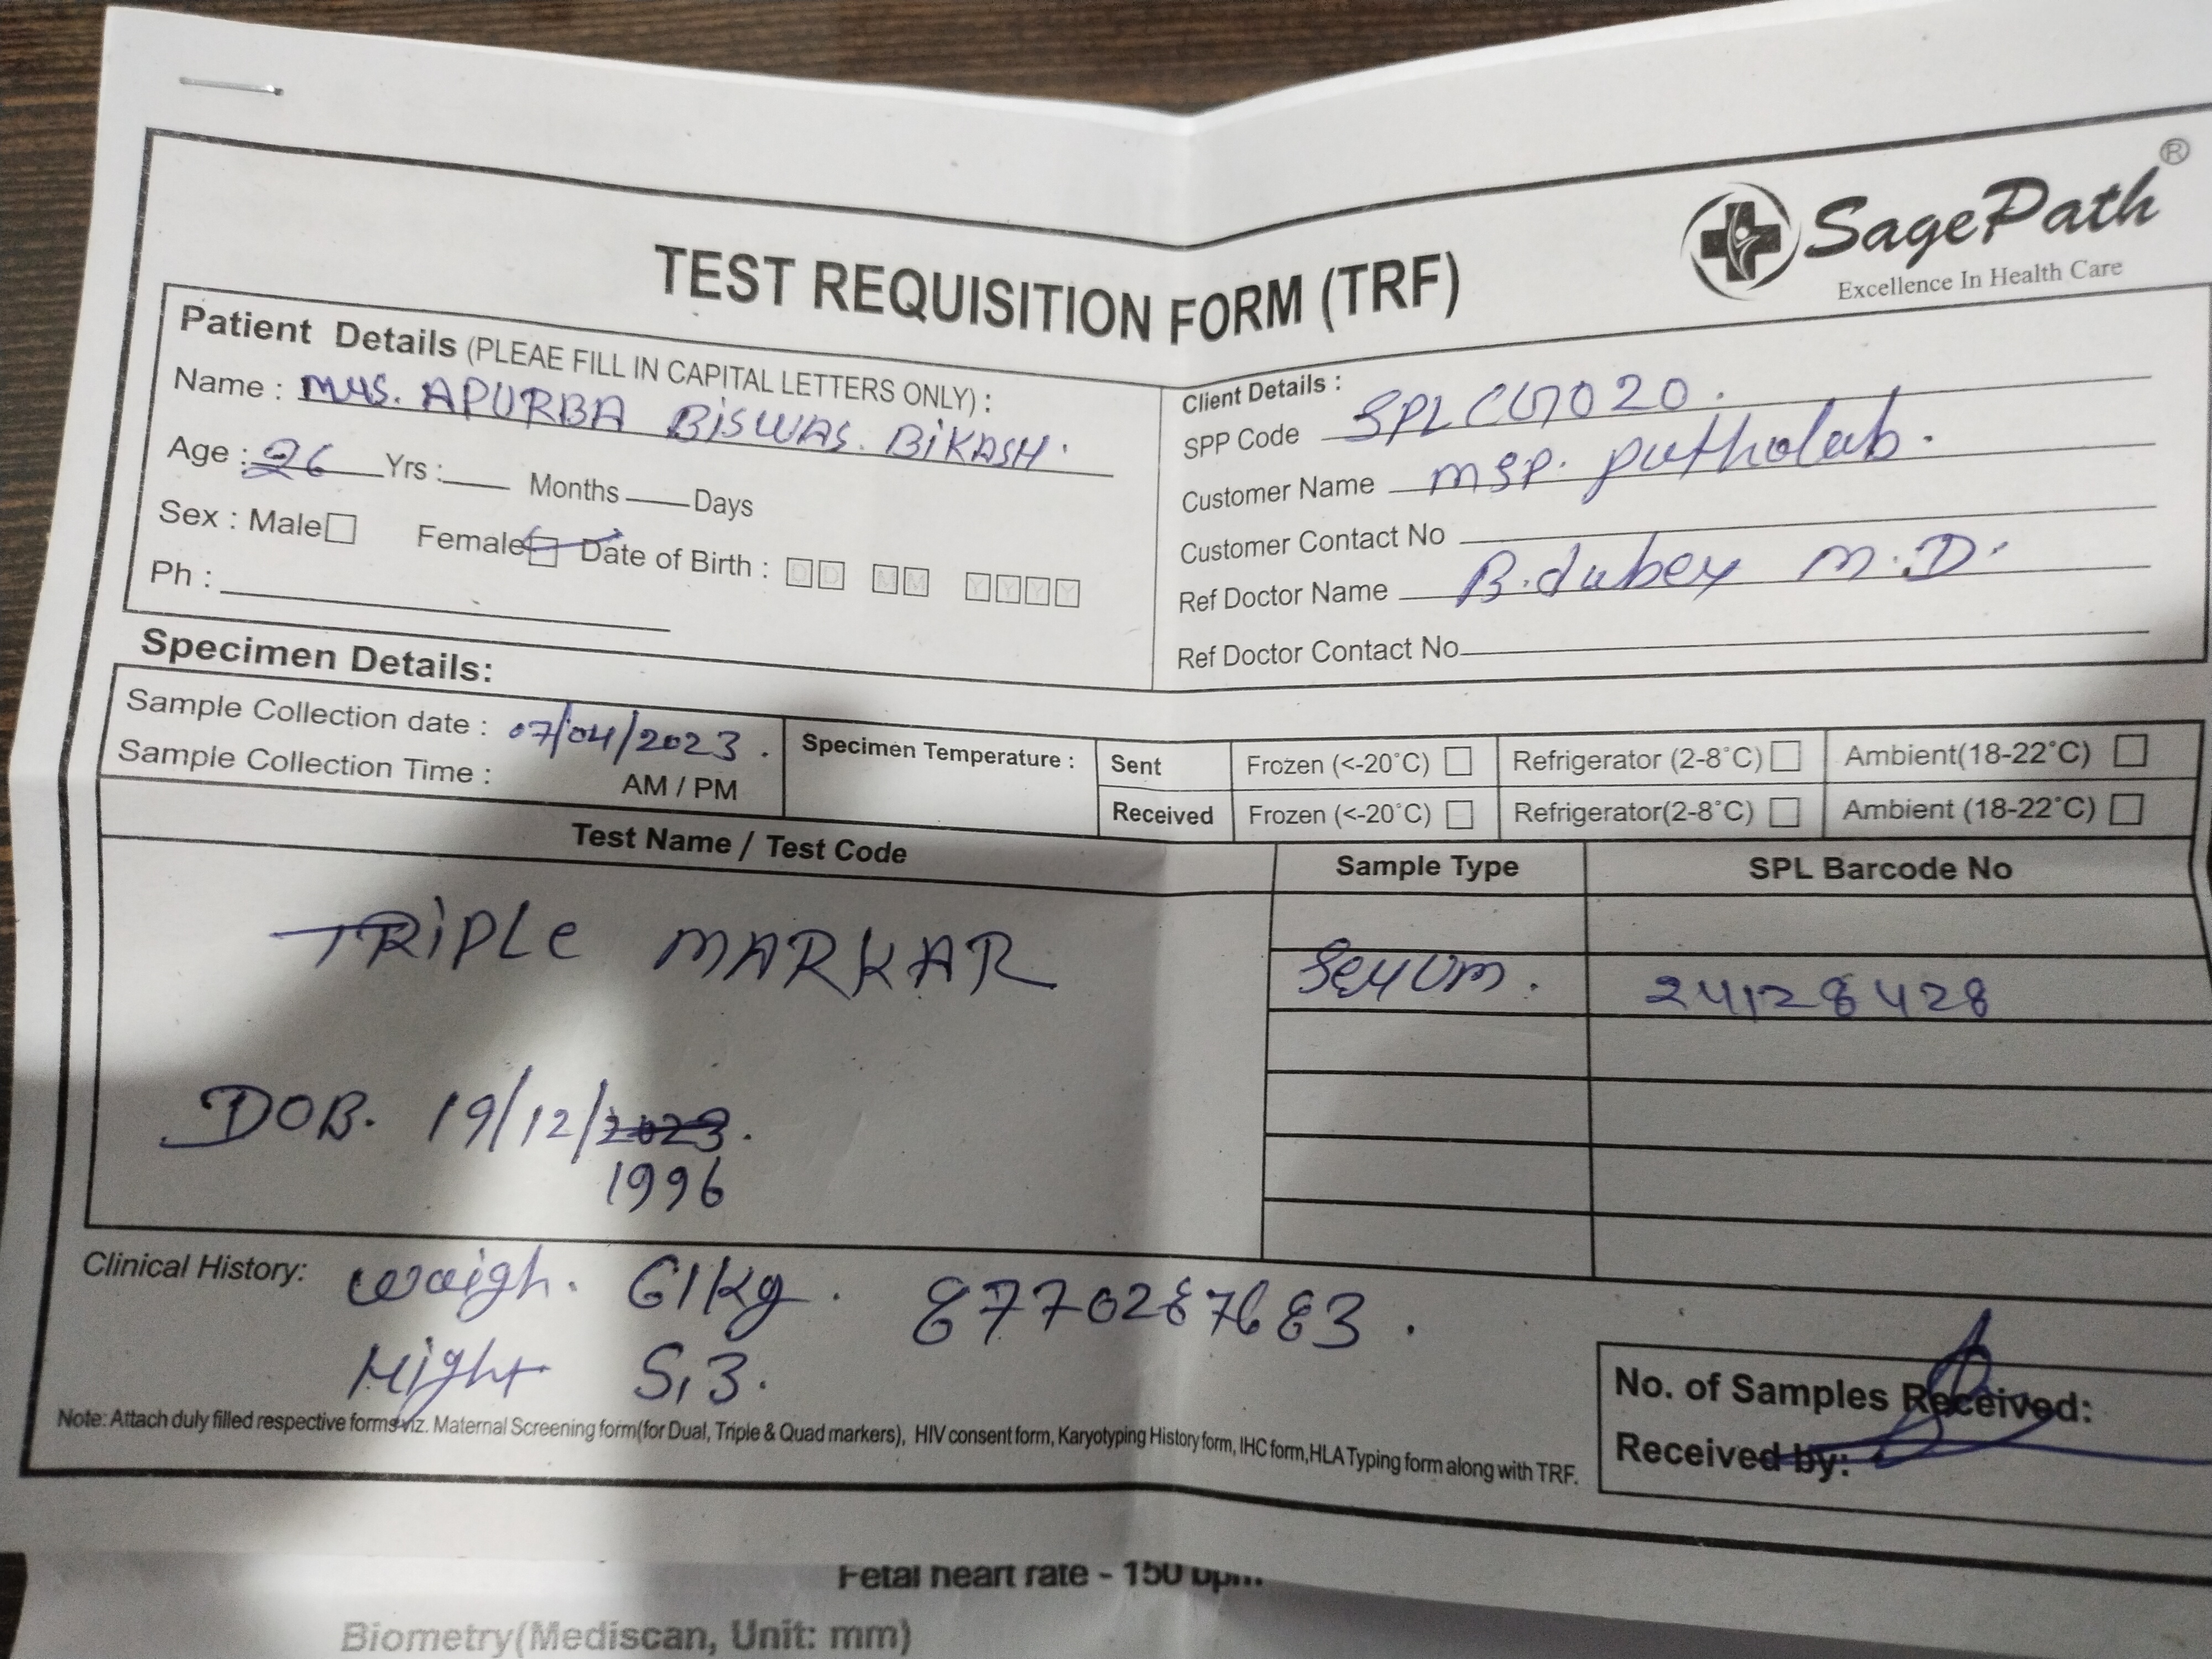 SagePath®
Excellence In Health Care
TEST REQUISITION FORM (TRF)
Patient Details (PLEAE FILL IN CAPITAL LETTERS ONLY) :
Name : Mrs. APURBA BISWAS. BIKASH.
Age : 26 Yrs : Months Days
Sex : Male Female Date of Birth : DD MM YYYY
Ph :
Client Details :
SPP Code SPLCG7020.
Customer Name MSP. patholab.
Customer Contact No
Ref Doctor Name B.dubey M.D.
Ref Doctor Contact No
Specimen Details:
Sample Collection date : 07/04/2023.
Sample Collection Time : AM / PM
Specimen Temperature :
Sent Frozen (<-20°C) Refrigerator (2-8°C) Ambient(18-22°C)
Received Frozen (<-20°C) Refrigerator(2-8°C) Ambient (18-22°C)
Test Name / Test Code Sample Type SPL Barcode No
TRIPLE MARKAR Serum. 24128428
DOB. 19/12/2023.
1996
Clinical History: Waigh. 61kg. 8770287683.
Hight 5,3.
Note: Attach duly filled respective forms viz. Maternal Screening form(for Dual, Triple & Quad markers), HIV consent form, Karyotyping History form, IHC form,HLA Typing form along with TRF.
No. of Samples Received:
Received by:
Fetal heart rate - 150 bpm.
Biometry(Mediscan, Unit: mm)